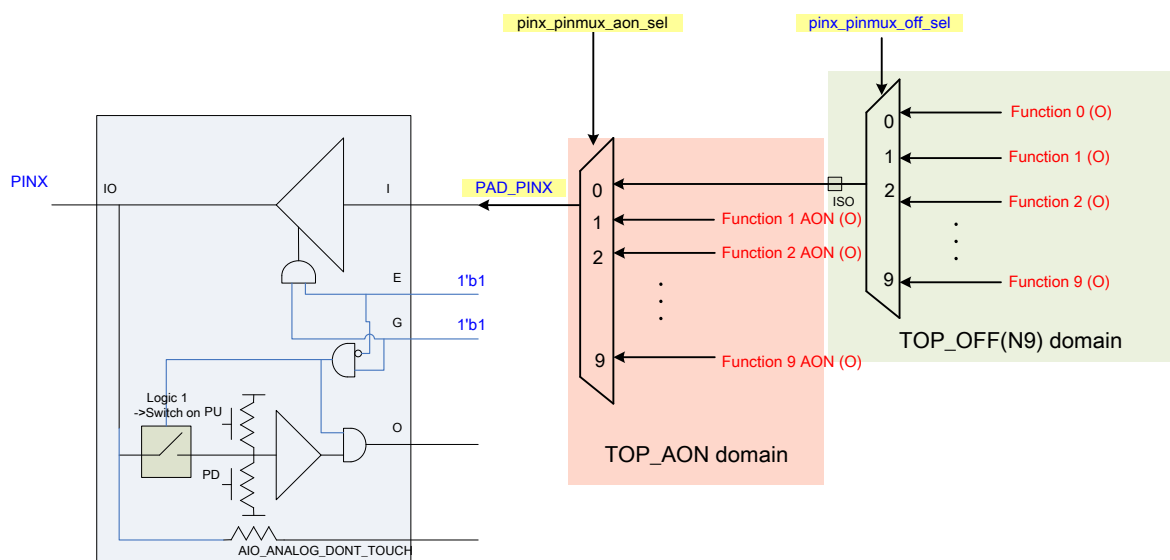 pinx_pinmux_aon_sel
pinx_pinmux_off_sel
0
Function 0 (O)
1
Function 1 (O)
2
Function 2 (O)
ISO
9
Function 9 (O)
TOP_OFF(N9) domain
PINX
IO
I
PAD_PINX
0
1
Function 1 AON (O)
2
Function 2 AON (O)
9
Function 9 AON (O)
TOP_AON domain
E
1'b1
G
1'b1
Logic 1
->Switch on
PU
PD
O
AIO_ANALOG_DONT_TOUCH